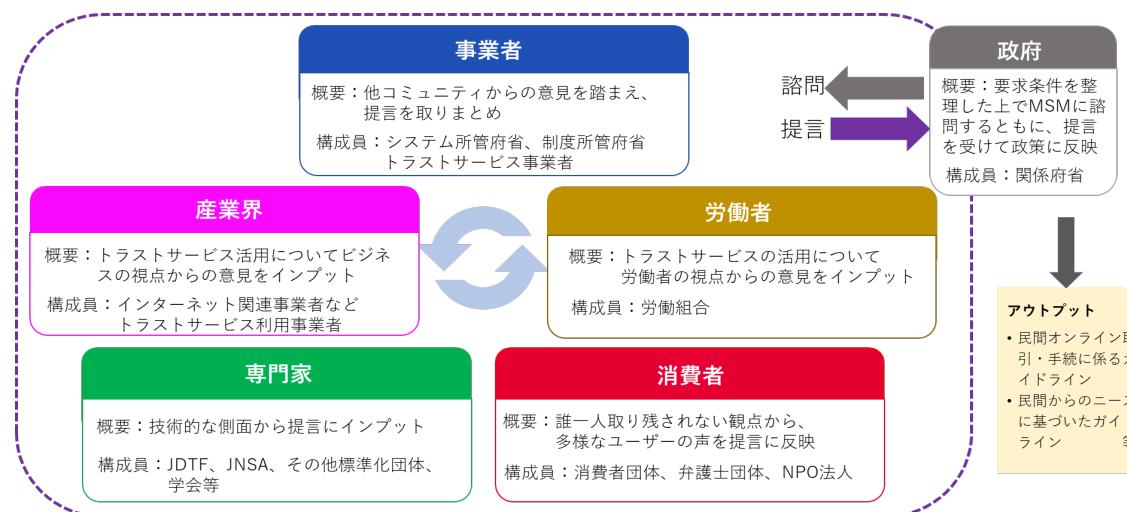 事業者
概要：他コミュニティからの意見を踏まえ、
提言を取りまとめ
構成員：システム所管府省、制度所管府省
トラストサービス事業者
諮問
提言
政府
概要：要求条件を整
理した上でMSMに諮
問するともに、提言
を受けて政策に反映
構成員：関係府省
産業界
概要：トラストサービス活用についてビジネ
スの視点からの意見をインプット
構成員：インターネット関連事業者など
トラストサービス利用事業者
労働者
概要：トラストサービスの活用について
労働者の視点からの意見をインプット
構成員：労働組合
専門家
概要：技術的な側面から提言にインプット
構成員：JDTF、JNSA、その他標準化団体、
学会等
消費者
概要：誰一人取り残されない観点から、
多様なユーザーの声を提言に反映
構成員：消費者団体、弁護士団体、NPO法人
アウトプット
• 民間オンライン取
引・手続に係るガ
イドライン
• 民間からのニーズ
に基づいたガイ
ライン 等